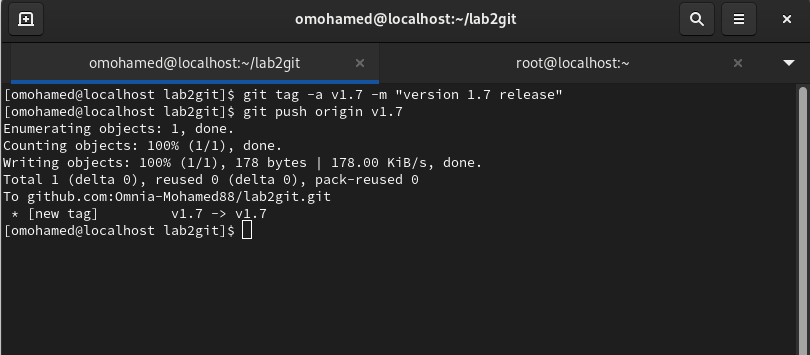 omohamed@localhost:~/lab2git
omohamed@localhost:~/lab2git
root@localhost:~
[omohamed@localhost lab2git]$ git tag -a v1.7 -m "version 1.7 release"
[omohamed@localhost lab2git]$ git push origin v1.7
Enumerating objects: 1, done.
Counting objects: 100% (1/1), done.
Writing objects: 100% (1/1), 178 bytes | 178.00 KiB/s, done.
Total 1 (delta 0), reused 0 (delta 0), pack-reused 0
To github.com:Omnia-Mohamed88/lab2git.git
 * [new tag]         v1.7 -> v1.7
[omohamed@localhost lab2git]$